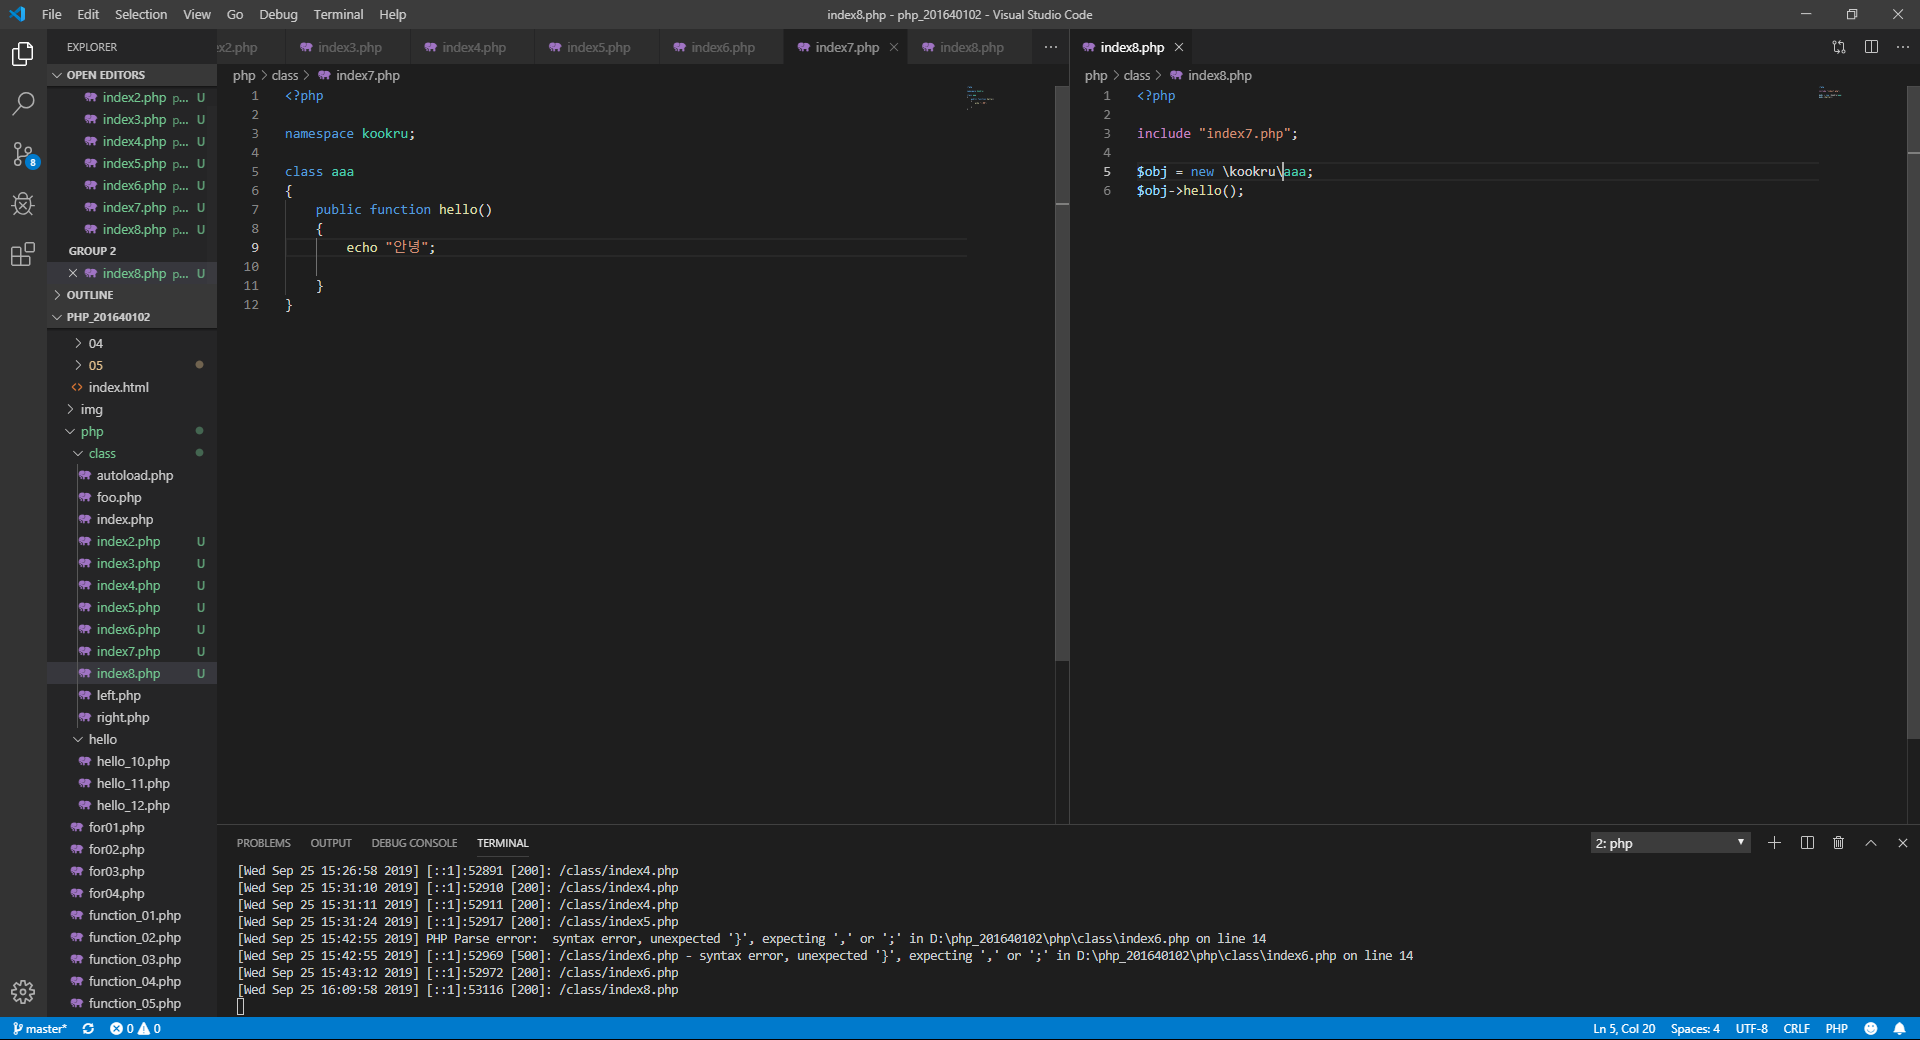 File Edit Selection View Go Debug Terminal Help
index8.php - php_201640102 - Visual Studio Code
EXPLORER
OPEN EDITORS
index2.php p... U
index3.php p... U
index4.php p... U
index5.php p... U
index6.php p... U
index7.php p... U
index8.php p... U
GROUP 2
index8.php p... U
OUTLINE
PHP_201640102
04
05
index.html
img
php
class
autoload.php
foo.php
index.php
index2.php U
index3.php U
index4.php U
index5.php U
index6.php U
index7.php U
index8.php U
left.php
right.php
hello
hello_10.php
hello_11.php
hello_12.php
for01.php
for02.php
for03.php
for04.php
function_01.php
function_02.php
function_03.php
function_04.php
function_05.php
8
ex2.php index3.php index4.php index5.php index6.php index7.php index8.php ...
php > class > index7.php
1 <?php
2
3 namespace kookru;
4
5 class aaa
6 {
7 public function hello()
8 {
9 echo "안녕";
10
11 }
12 }
index8.php
php > class > index8.php
1 <?php
2
3 include "index7.php";
4
5 $obj = new \kookru\aaa;
6 $obj->hello();
PROBLEMS OUTPUT DEBUG CONSOLE TERMINAL
2: php
[Wed Sep 25 15:26:58 2019] [::1]:52891 [200]: /class/index4.php
[Wed Sep 25 15:31:10 2019] [::1]:52910 [200]: /class/index4.php
[Wed Sep 25 15:31:11 2019] [::1]:52911 [200]: /class/index4.php
[Wed Sep 25 15:31:24 2019] [::1]:52917 [200]: /class/index5.php
[Wed Sep 25 15:42:55 2019] PHP Parse error:  syntax error, unexpected '}', expecting ',' or ';' in D:\php_201640102\php\class\index6.php on line 14
[Wed Sep 25 15:42:55 2019] [::1]:52969 [500]: /class/index6.php - syntax error, unexpected '}', expecting ',' or ';' in D:\php_201640102\php\class\index6.php on line 14
[Wed Sep 25 15:43:12 2019] [::1]:52972 [200]: /class/index6.php
[Wed Sep 25 16:09:58 2019] [::1]:53116 [200]: /class/index8.php
master* 0 0
Ln 5, Col 20 Spaces: 4 UTF-8 CRLF PHP